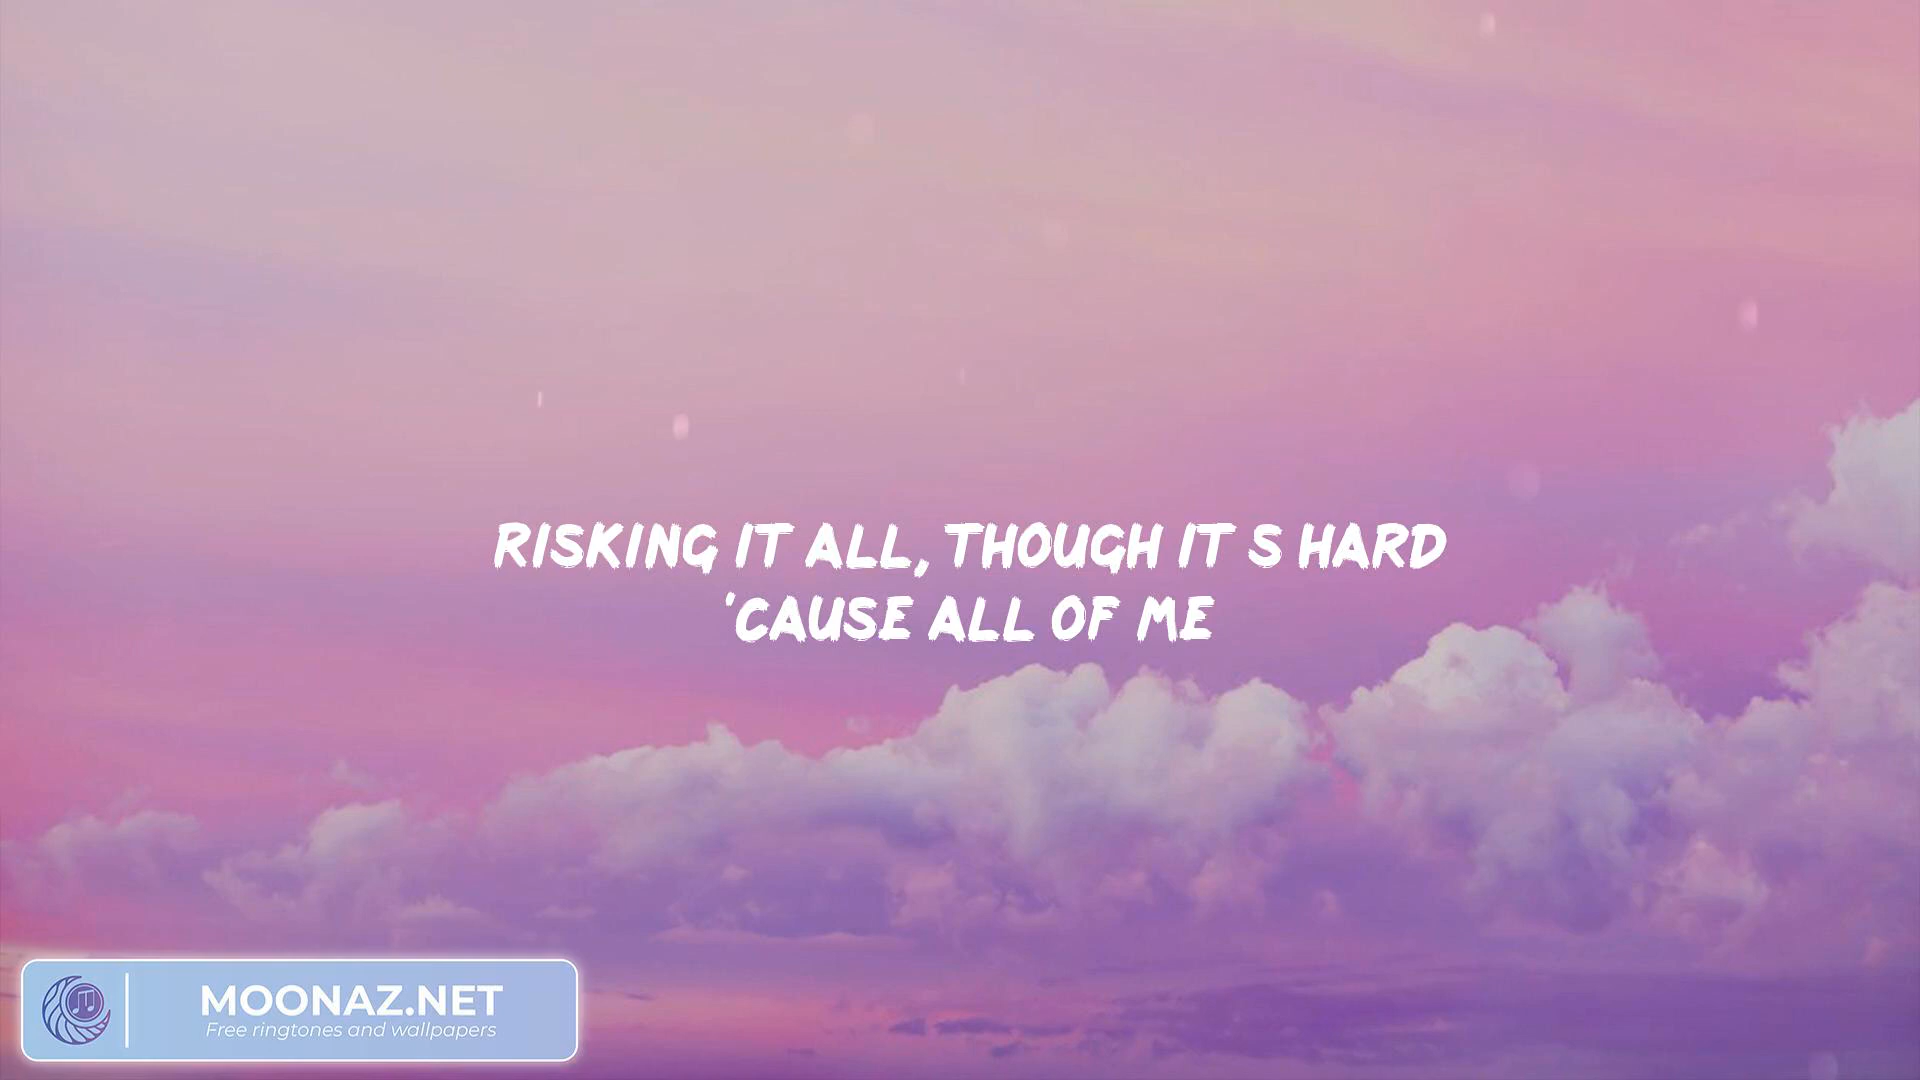 RISKING IT ALL, THOUGH IT S HARD
'CAUSE ALL OF ME
MOONAZ.NET
Free ringtones and wallpapers